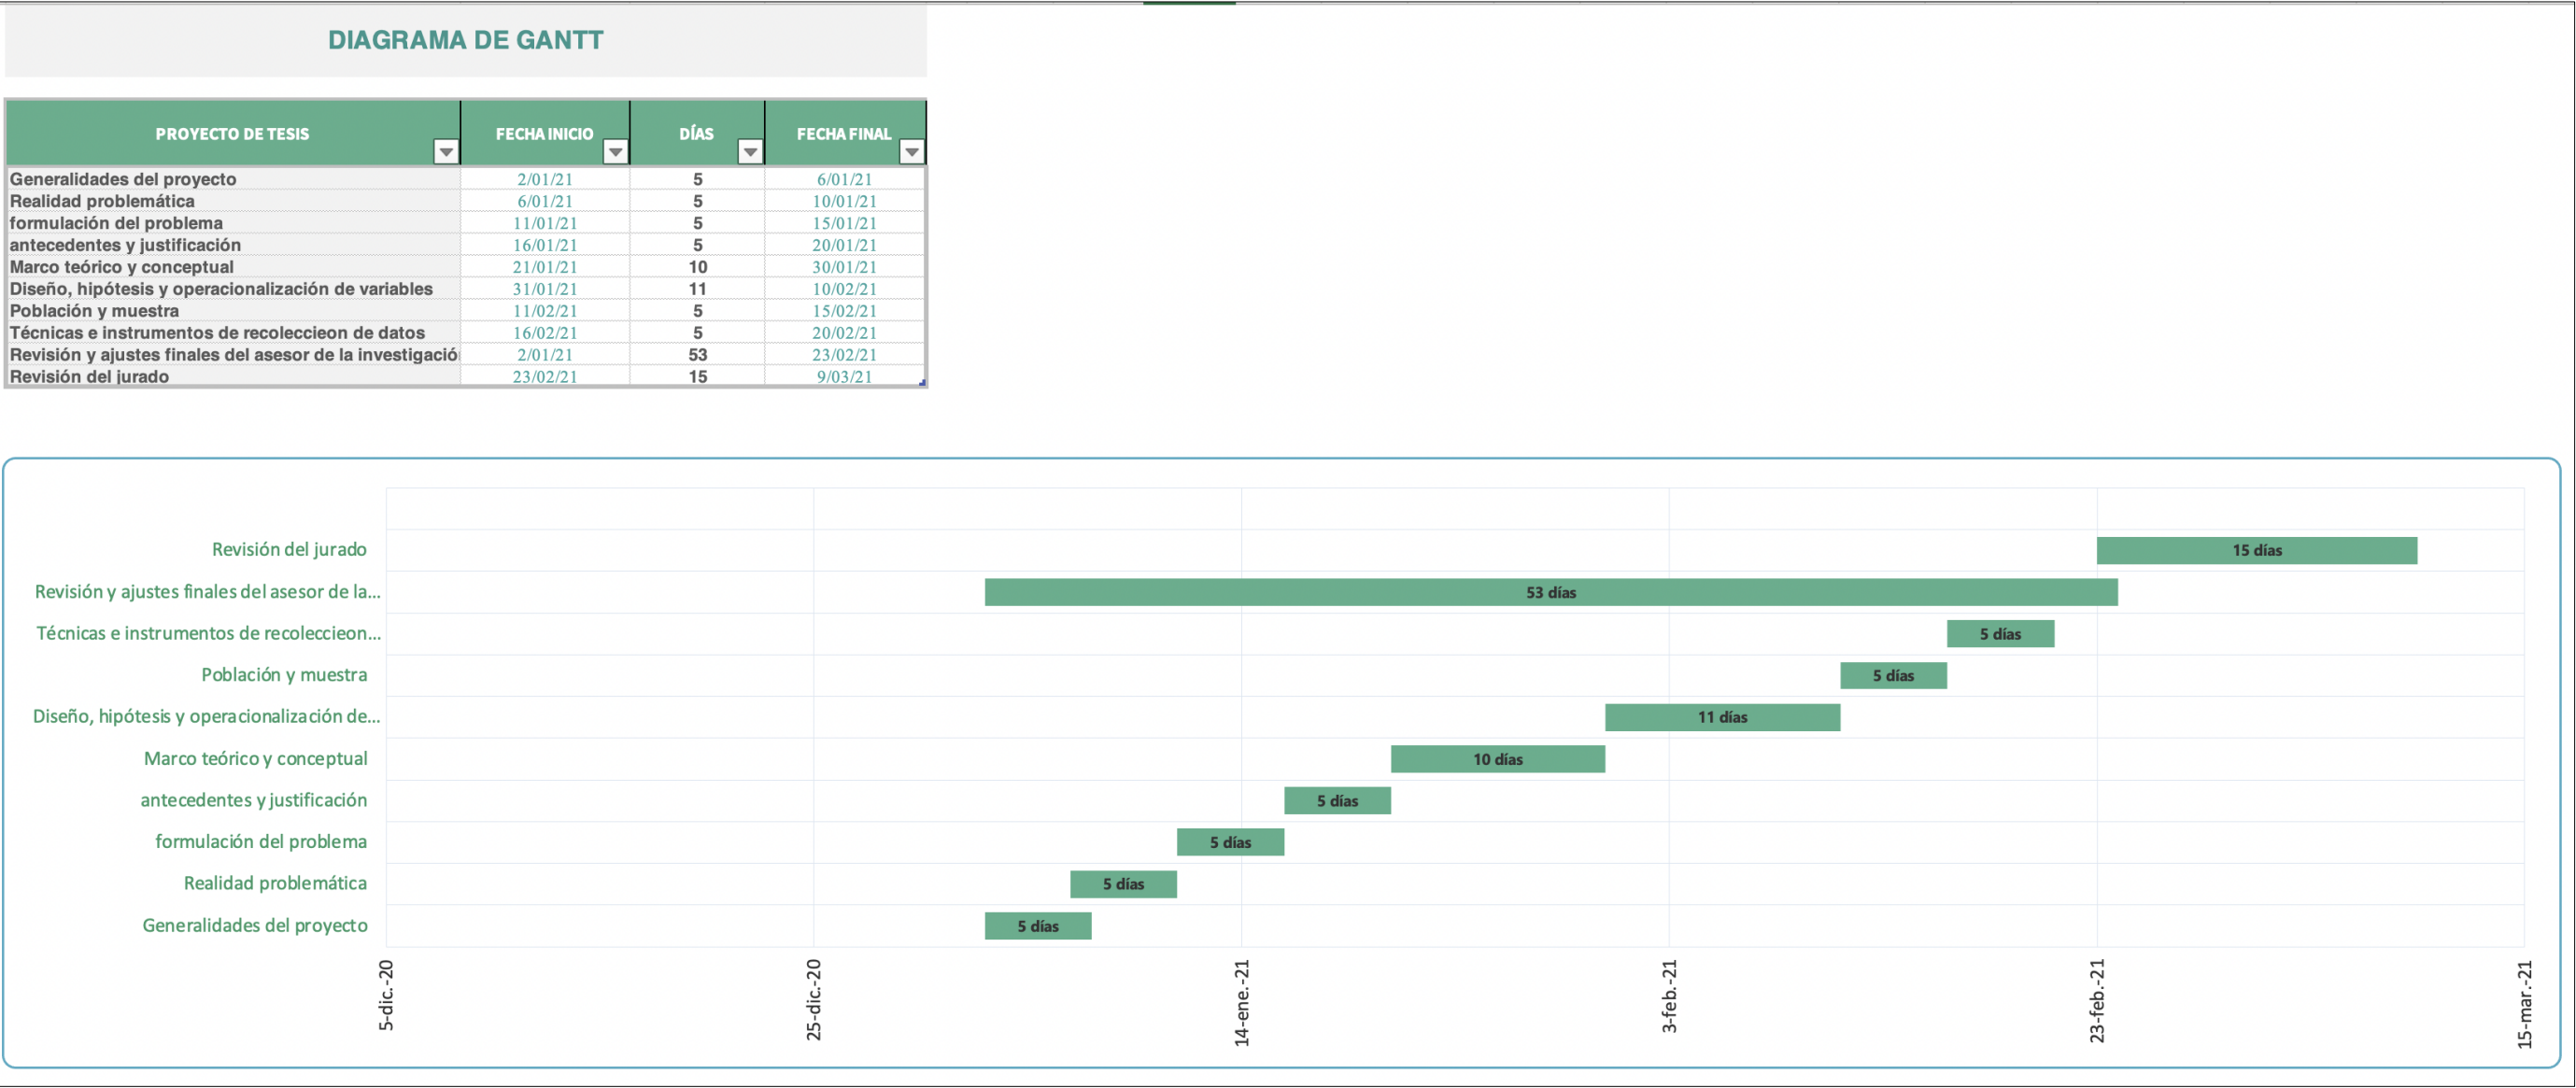 DIAGRAMA DE GANTT
PROYECTO DE TESIS FECHA INICIO DÍAS FECHA FINAL
Generalidades del proyecto 2/01/21 5 6/01/21
Realidad problemática 6/01/21 5 10/01/21
formulación del problema 11/01/21 5 15/01/21
antecedentes y justificación 16/01/21 5 20/01/21
Marco teórico y conceptual 21/01/21 10 30/01/21
Diseño, hipótesis y operacionalización de variables 31/01/21 11 10/02/21
Población y muestra 11/02/21 5 15/02/21
Técnicas e instrumentos de recoleccieon de datos 16/02/21 5 20/02/21
Revisión y ajustes finales del asesor de la investigació 2/01/21 53 23/02/21
Revisión del jurado 23/02/21 15 9/03/21
Revisión del jurado 15 días
Revisión y ajustes finales del asesor de la... 53 días
Técnicas e instrumentos de recoleccieon... 5 días
Población y muestra 5 días
Diseño, hipótesis y operacionalización de... 11 días
Marco teórico y conceptual 10 días
antecedentes y justificación 5 días
formulación del problema 5 días
Realidad problemática 5 días
Generalidades del proyecto 5 días
5-dic.-20 25-dic.-20 14-ene.-21 3-feb.-21 23-feb.-21 15-mar.-21